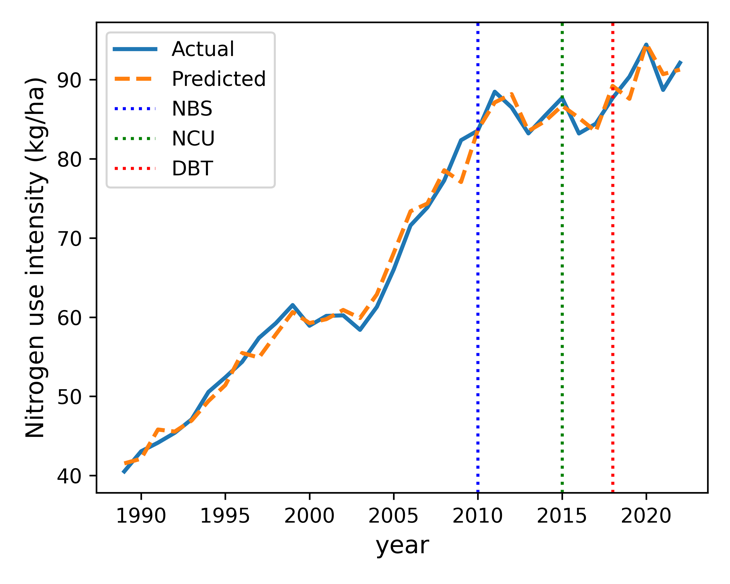 Actual
Predicted
NBS
NCU
DBT
Nitrogen use intensity (kg/ha)
90
80
70
60
50
40
1990 1995 2000 2005 2010 2015 2020
year